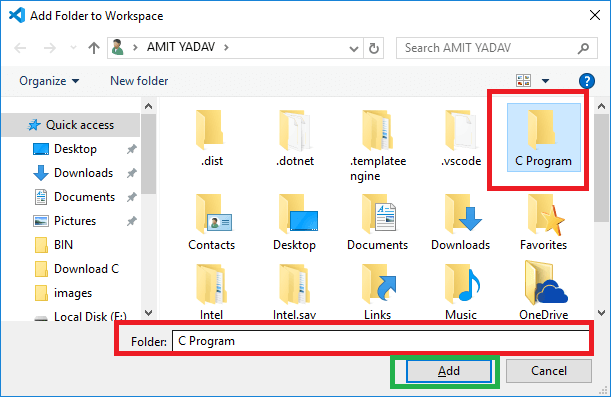 Add Folder to Workspace
AMIT YADAV
Search AMIT YADAV
Organize
New folder
?
Quick access
Desktop
Downloads
Documents
Pictures
BIN
Download C
images
Local Disk (F:)
.dist
.dotnet
.templatee
ngine
.vscode
C Program
Contacts
Desktop
Documents
Downloads
Favorites
Intel
Intel.sav
Links
Music
OneDrive
Folder: C Program
Add
Cancel